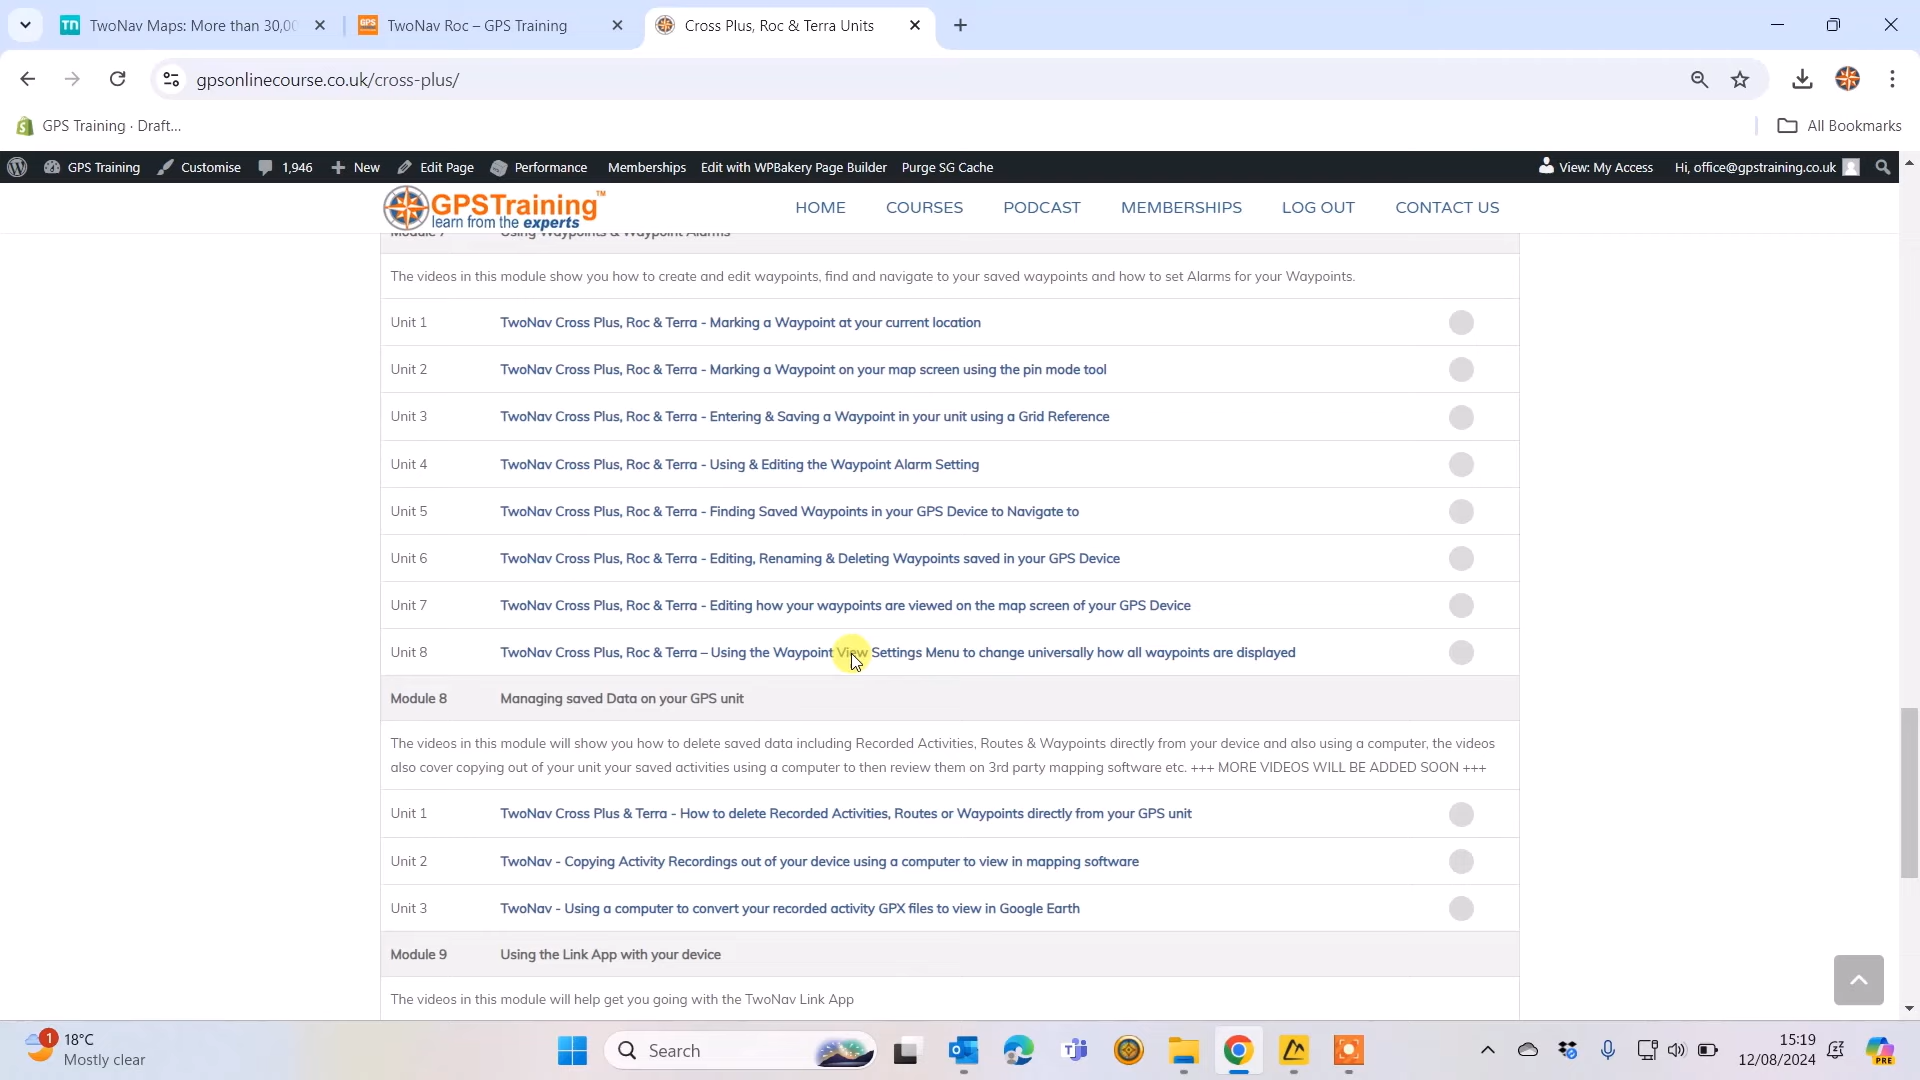 TwoNav Maps: More than 30,00
TwoNav Roc – GPS Training
Cross Plus, Roc & Terra Units
gpsonlinecourse.co.uk/cross-plus/
GPS Training · Draft...
All Bookmarks
GPS Training Customise 1,946 New Edit Page Performance Memberships Edit with WPBakery Page Builder Purge SG Cache View: My Access Hi, office@gpstraining.co.uk
GPSTraining™
learn from the experts
HOME COURSES PODCAST MEMBERSHIPS LOG OUT CONTACT US
Module 7 Using Waypoints & Waypoint Alarms
The videos in this module show you how to create and edit waypoints, find and navigate to your saved waypoints and how to set Alarms for your Waypoints.
Unit 1 TwoNav Cross Plus, Roc & Terra - Marking a Waypoint at your current location
Unit 2 TwoNav Cross Plus, Roc & Terra - Marking a Waypoint on your map screen using the pin mode tool
Unit 3 TwoNav Cross Plus, Roc & Terra - Entering & Saving a Waypoint in your unit using a Grid Reference
Unit 4 TwoNav Cross Plus, Roc & Terra - Using & Editing the Waypoint Alarm Setting
Unit 5 TwoNav Cross Plus, Roc & Terra - Finding Saved Waypoints in your GPS Device to Navigate to
Unit 6 TwoNav Cross Plus, Roc & Terra - Editing, Renaming & Deleting Waypoints saved in your GPS Device
Unit 7 TwoNav Cross Plus, Roc & Terra - Editing how your waypoints are viewed on the map screen of your GPS Device
Unit 8 TwoNav Cross Plus, Roc & Terra – Using the Waypoint View Settings Menu to change universally how all waypoints are displayed
Module 8 Managing saved Data on your GPS unit
The videos in this module will show you how to delete saved data including Recorded Activities, Routes & Waypoints directly from your device and also using a computer, the videos
also cover copying out of your unit your saved activities using a computer to then review them on 3rd party mapping software etc. +++ MORE VIDEOS WILL BE ADDED SOON +++
Unit 1 TwoNav Cross Plus & Terra - How to delete Recorded Activities, Routes or Waypoints directly from your GPS unit
Unit 2 TwoNav - Copying Activity Recordings out of your device using a computer to view in mapping software
Unit 3 TwoNav - Using a computer to convert your recorded activity GPX files to view in Google Earth
Module 9 Using the Link App with your device
The videos in this module will help get you going with the TwoNav Link App
1
18°C
Mostly clear
Search
15:19
12/08/2024
PRE